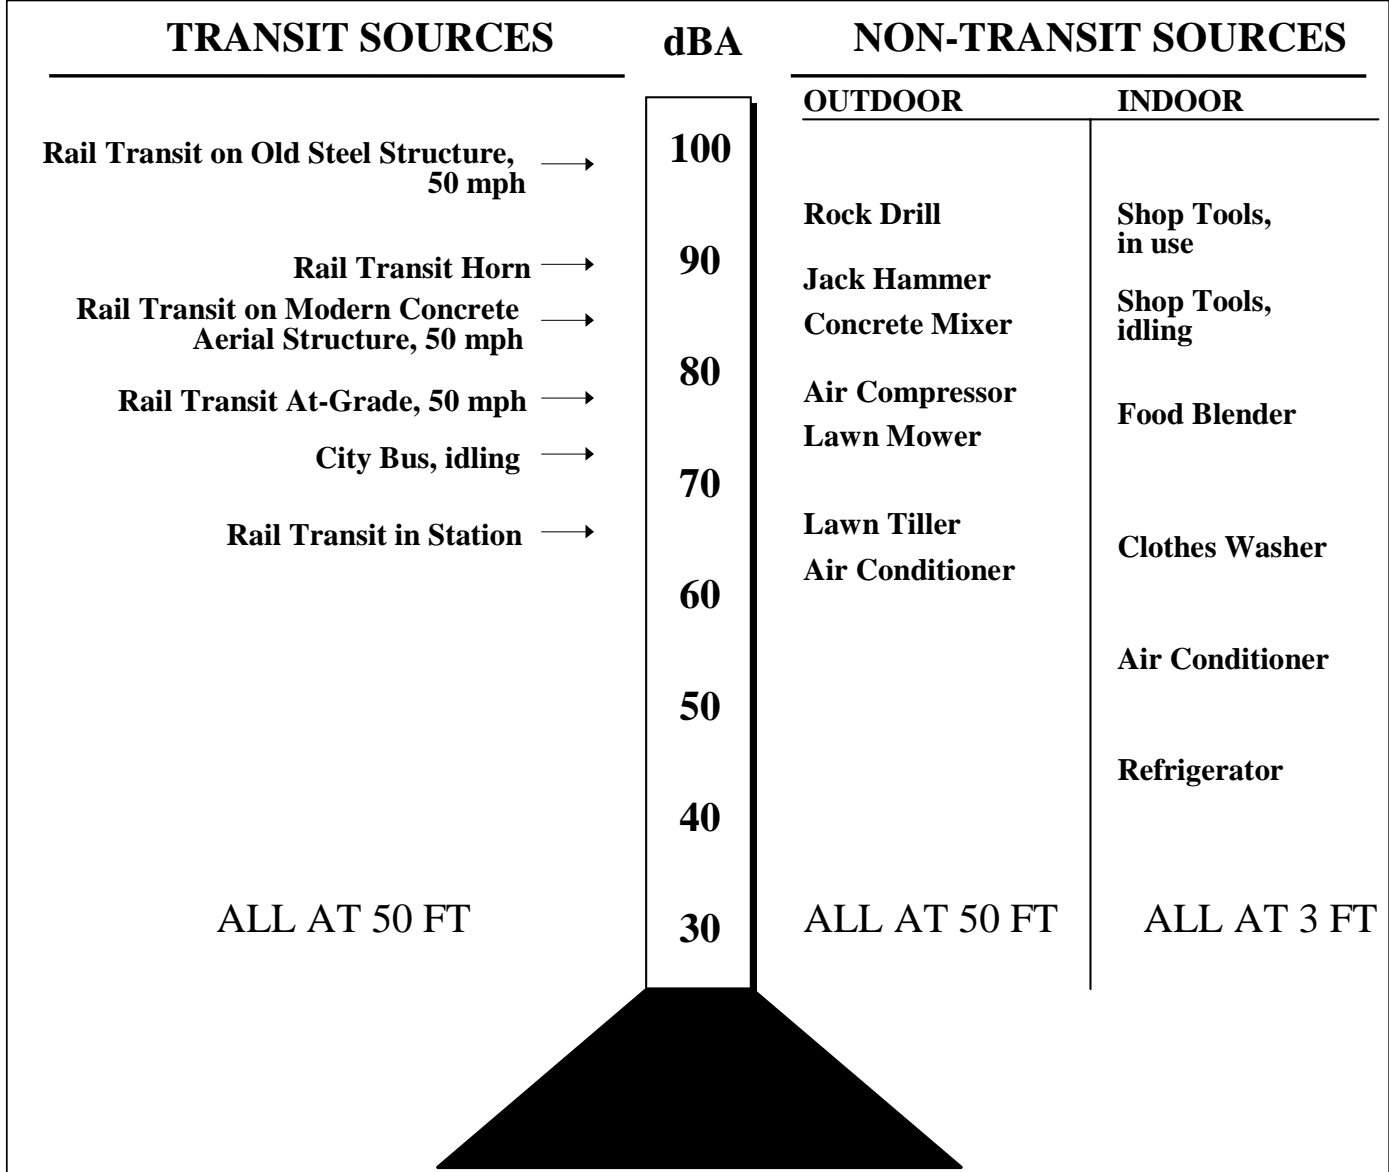 TRANSIT SOURCES
dBA
NON-TRANSIT SOURCES
OUTDOOR
INDOOR
Rail Transit on Old Steel Structure,
50 mph
Rail Transit Horn
Rail Transit on Modern Concrete
Aerial Structure, 50 mph
Rail Transit At-Grade, 50 mph
City Bus, idling
Rail Transit in Station
ALL AT 50 FT
100
90
80
70
60
50
40
30
Rock Drill
Jack Hammer
Concrete Mixer
Air Compressor
Lawn Mower
Lawn Tiller
Air Conditioner
ALL AT 50 FT
Shop Tools,
in use
Shop Tools,
idling
Food Blender
Clothes Washer
Air Conditioner
Refrigerator
ALL AT 3 FT